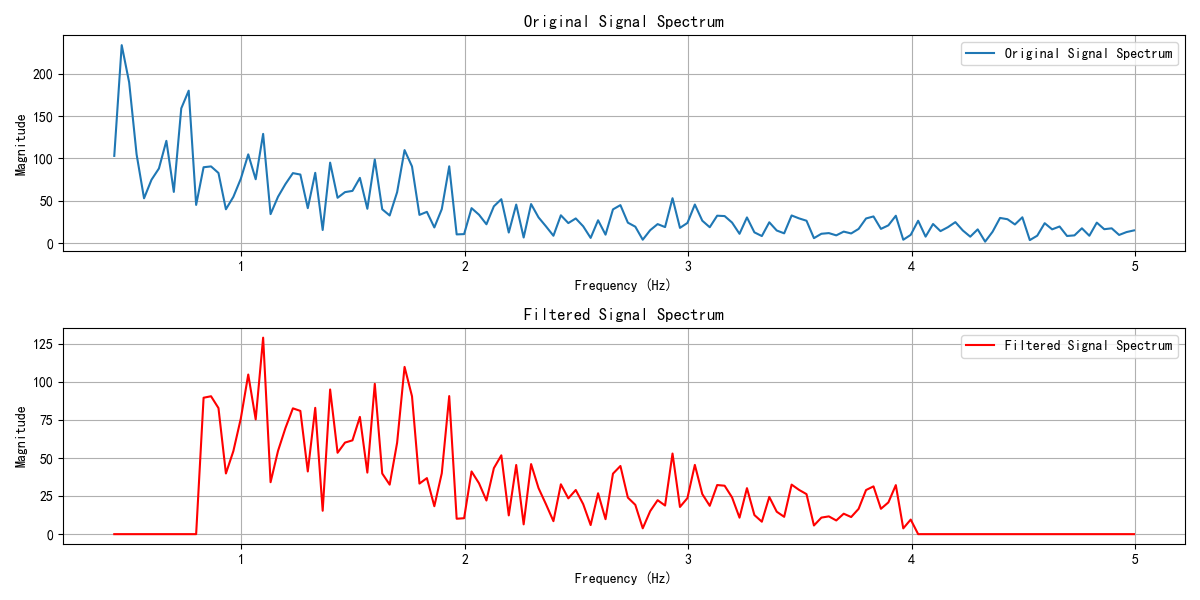 Original Signal Spectrum
Original Signal Spectrum
Magnitude
200
150
100
50
0
1 2 3 4 5
Frequency (Hz)
Filtered Signal Spectrum
Filtered Signal Spectrum
Magnitude
125
100
75
50
25
0
1 2 3 4 5
Frequency (Hz)